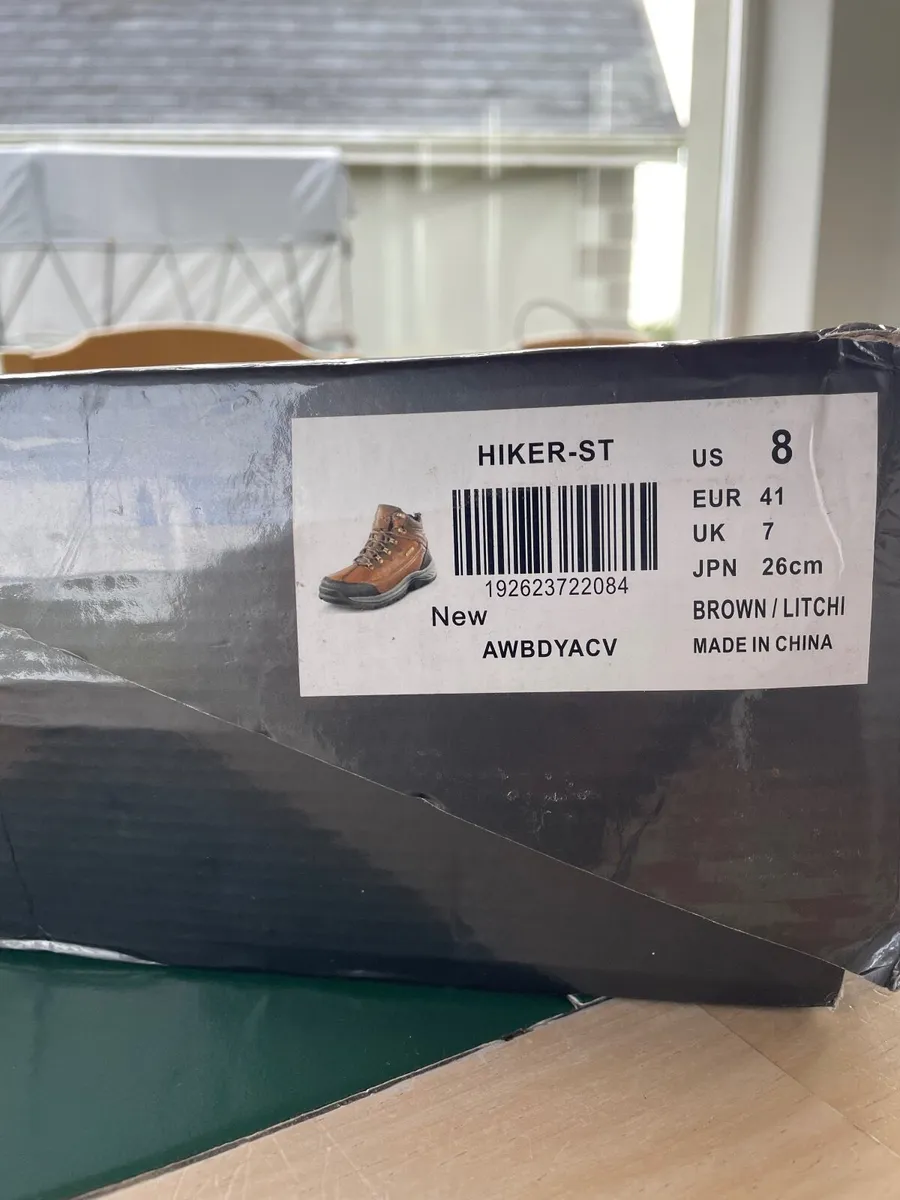 HIKER-ST
192623722084
New
AWBDYACV
US 8
EUR 41
UK 7
JPN 26cm
BROWN / LITCHI
MADE IN CHINA